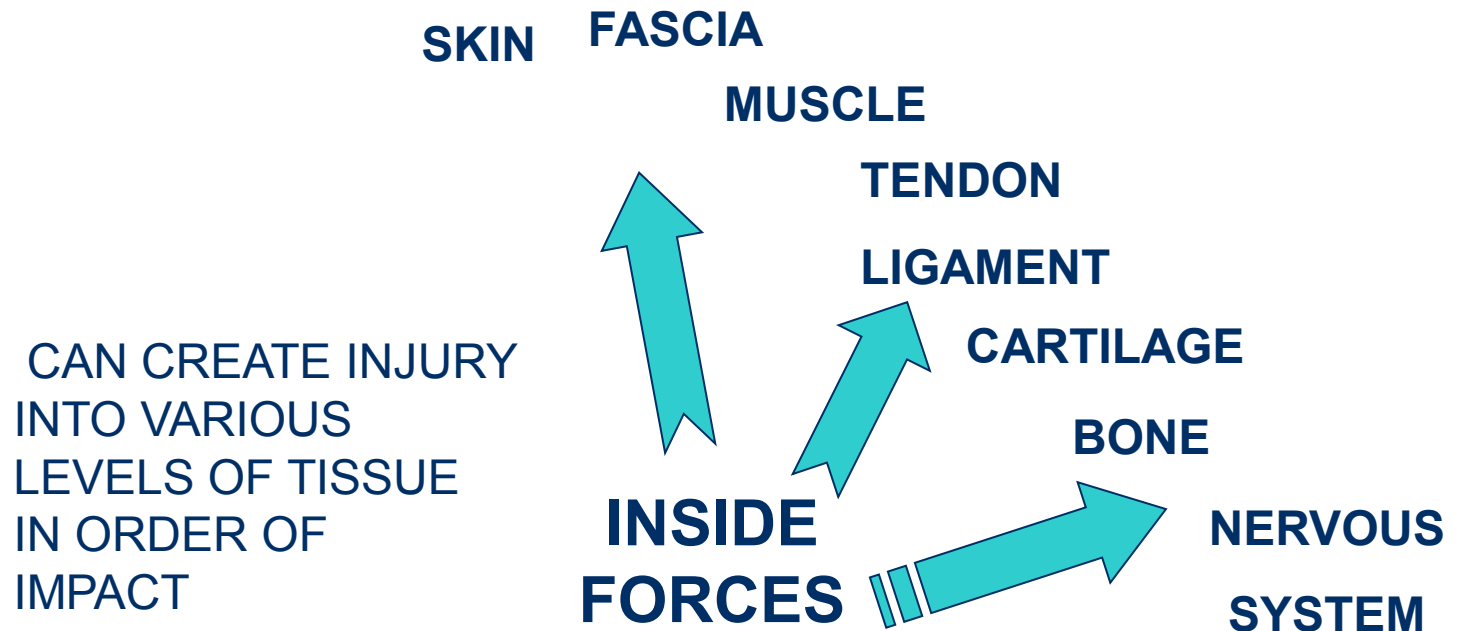 SKIN
FASCIA
MUSCLE
TENDON
LIGAMENT
CARTILAGE
BONE
NERVOUS
SYSTEM
CAN CREATE INJURY
INTO VARIOUS
LEVELS OF TISSUE
IN ORDER OF
IMPACT
INSIDE
FORCES